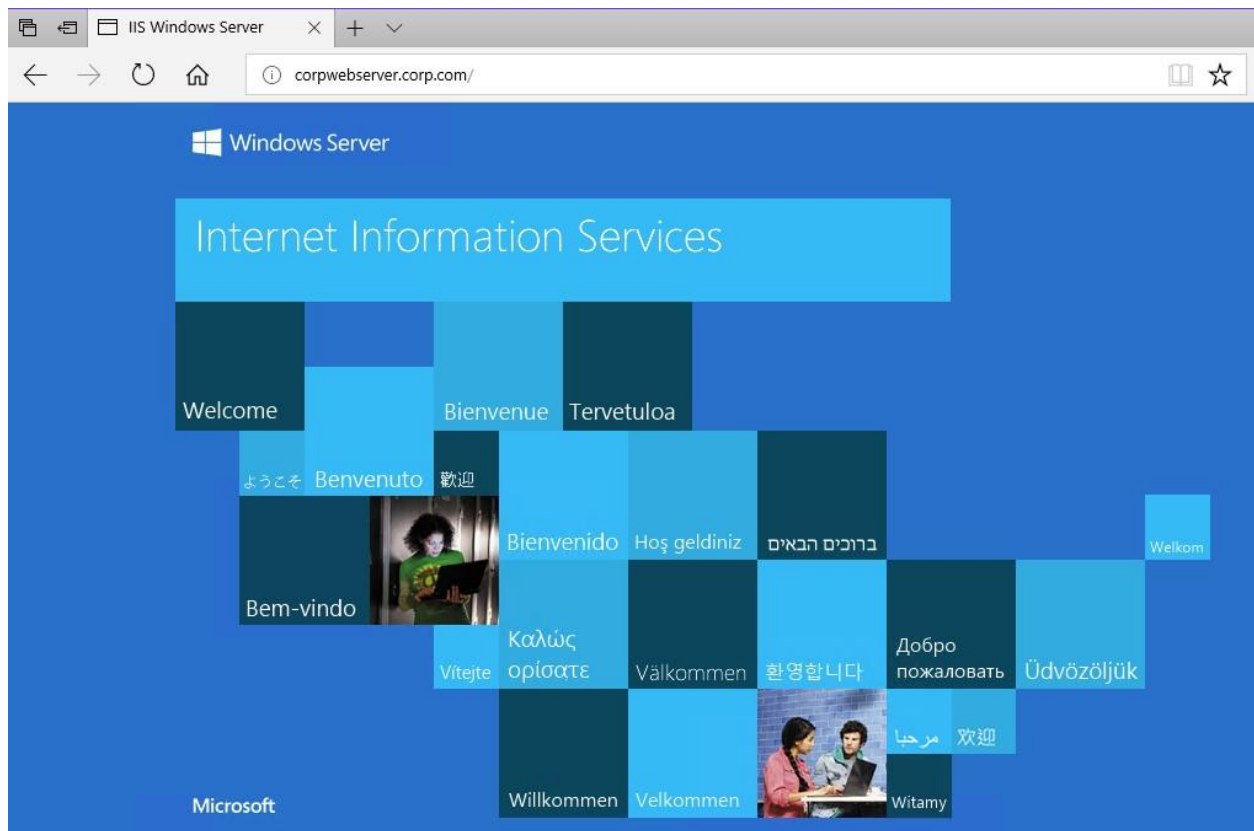 IIS Windows Server
corpwebserver.corp.com/
Windows Server
Internet Information Services
Welcome
Bienvenue
Tervetuloa
ようこそ
Benvenuto
歡迎
Bienvenido
Hoş geldiniz
ברוכים הבאים
Welkom
Bem-vindo
Vítejte
Καλώς
ορίσατε
Välkommen
환영합니다
Добро
пожаловать
Üdvözöljük
مرحبا
欢迎
Willkommen
Velkommen
Witamy
Microsoft